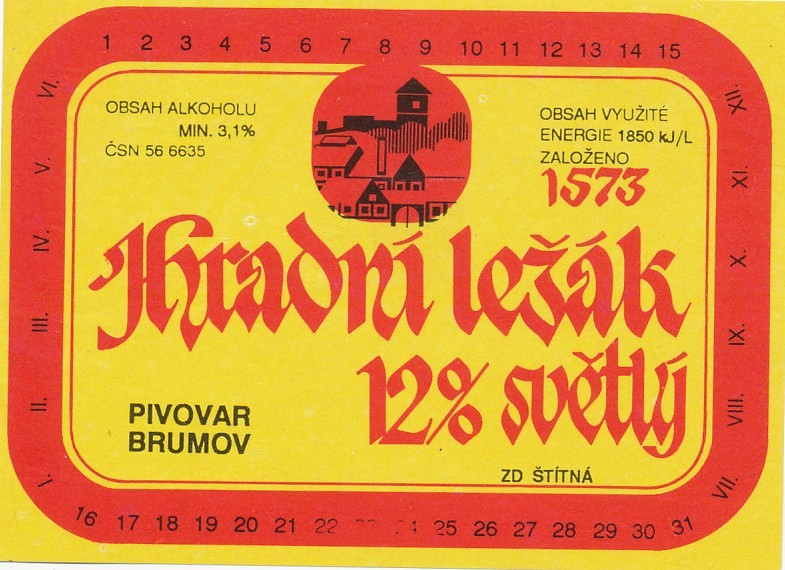 1 2 3 4 5 6 7 8 9 10 11 12 13 14 15
OBSAH ALKOHOLU
MIN. 3,1%
ČSN 56 6635
OBSAH VYUŽITÉ
ENERGIE 1850 kJ/L
ZALOŽENO
1573
Hradní ležák
12% světlý
PIVOVAR
BRUMOV
ZD ŠTÍTNÁ
I. II. III. IV. V. VI.
VII. VIII. IX. X. XI. XII.
16 17 18 19 20 21 22 23 24 25 26 27 28 29 30 31